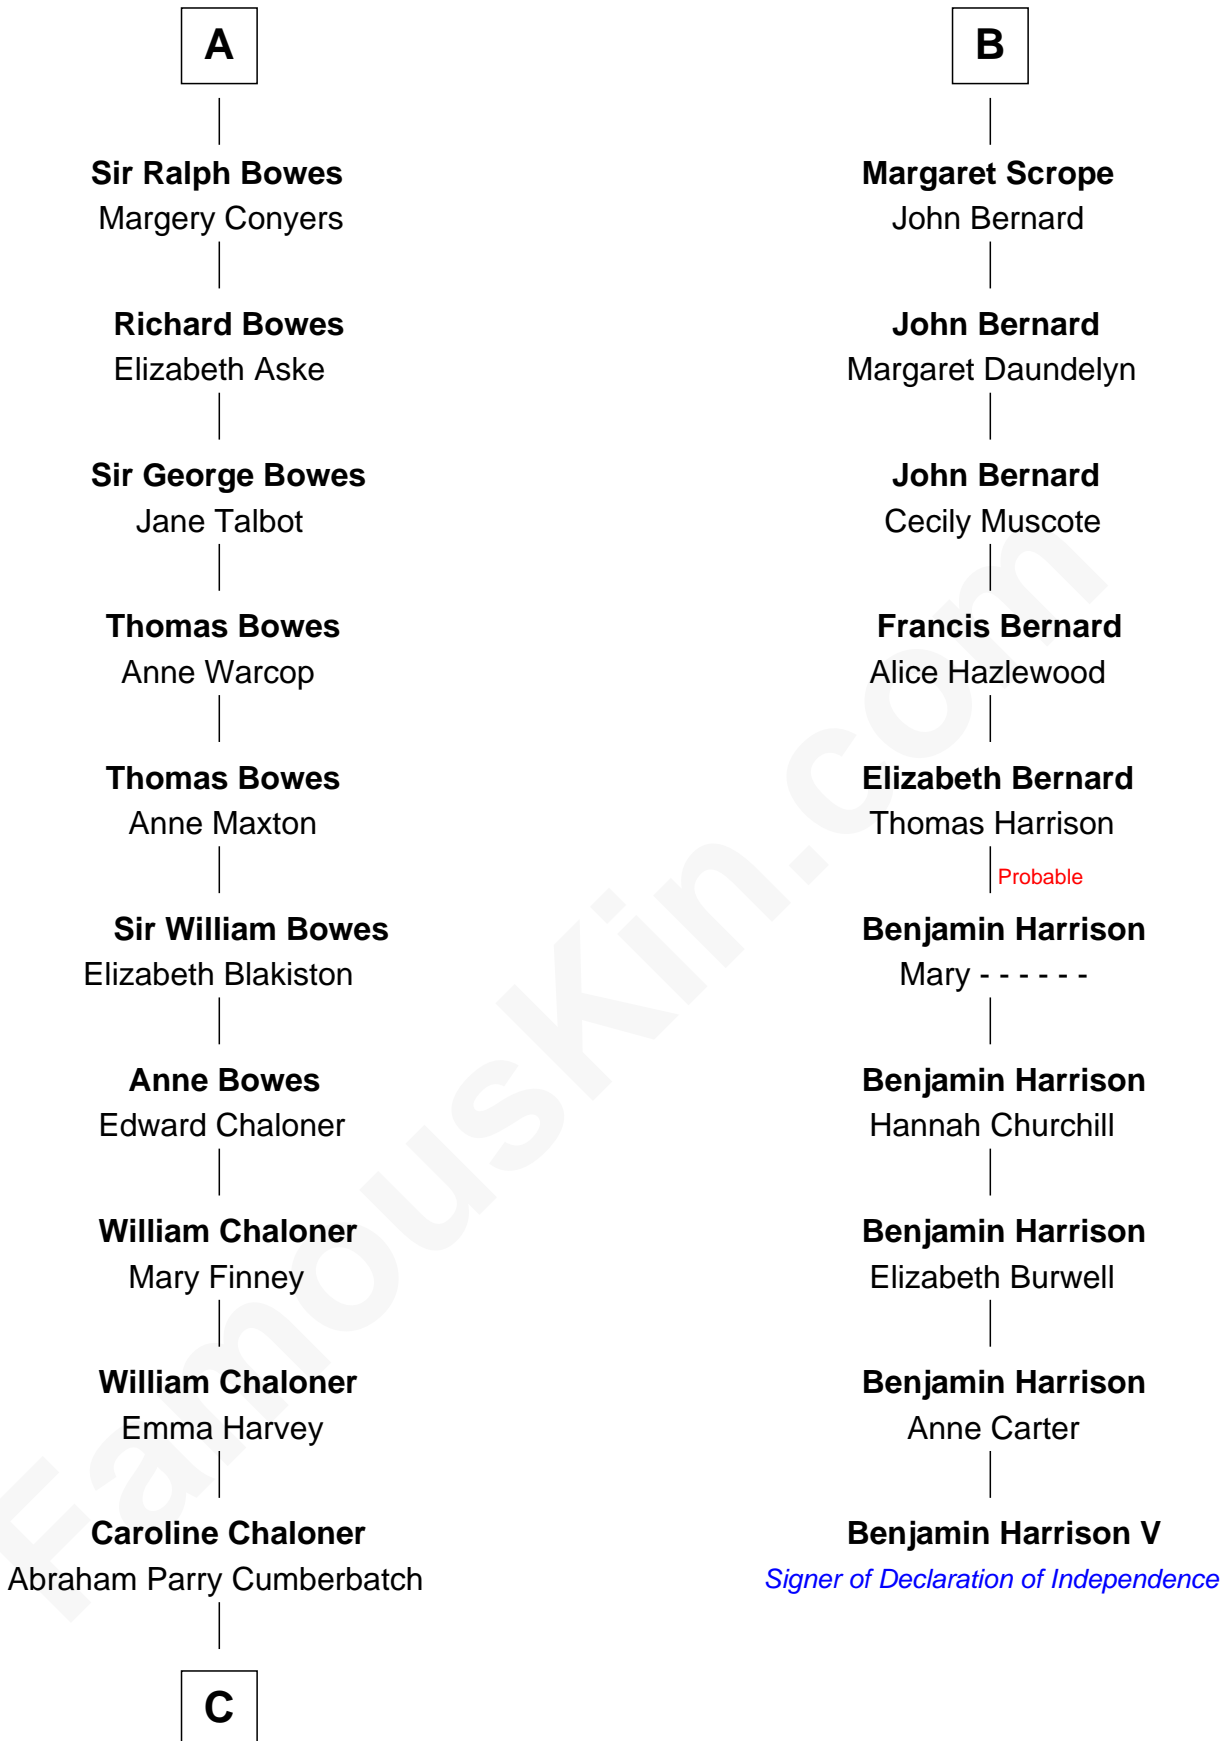 A
Sir Ralph Bowes
Margery Conyers
Richard Bowes
Elizabeth Aske
Sir George Bowes
Jane Talbot
Thomas Bowes
Anne Warcop
Thomas Bowes
Anne Maxton
Sir William Bowes
Elizabeth Blakiston
Anne Bowes
Edward Chaloner
William Chaloner
Mary Finney
William Chaloner
Emma Harvey
Caroline Chaloner
Abraham Parry Cumberbatch
C
B
Margaret Scrope
John Bernard
John Bernard
Margaret Daundelyn
John Bernard
Cecily Muscote
Francis Bernard
Alice Hazlewood
Elizabeth Bernard
Thomas Harrison
Probable
Benjamin Harrison
Mary - - - - - -
Benjamin Harrison
Hannah Churchill
Benjamin Harrison
Elizabeth Burwell
Benjamin Harrison
Anne Carter
Benjamin Harrison V
Signer of Declaration of Independence
FamousKin.com